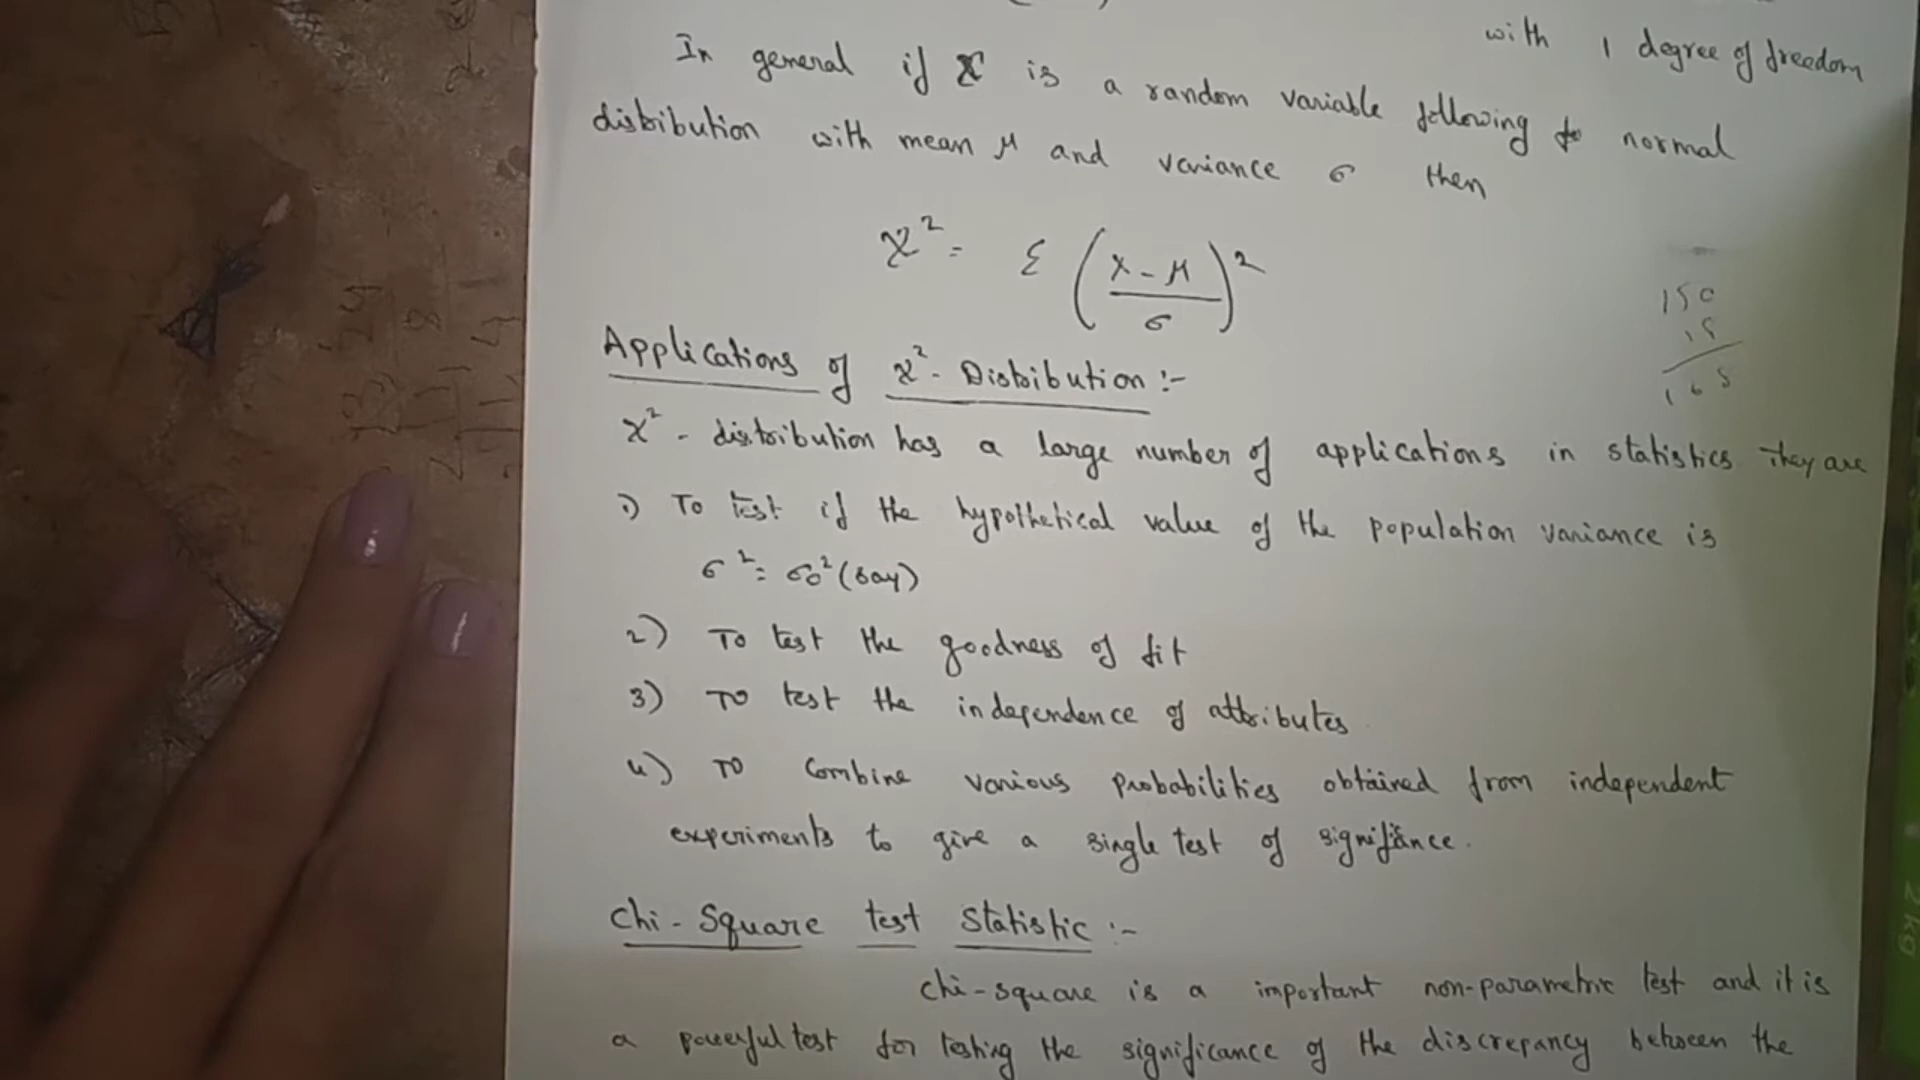 with 1 degree of freedom
In general if X is a random variable following to normal
distribution with mean μ and variance σ then
χ² = Σ (x - μ / σ)²
150
15
165
Applications of χ² - Distribution :-
χ² - distribution has a large number of applications in statistics They are
1) To test if the hypothetical value of the population variance is
σ² = σ0² (say)
2) To test the goodness of fit
3) To test the independence of attributes
4) To combine various probabilities obtained from independent
experiments to give a single test of significance.
Chi - Square test Statistic :-
Chi-square is a important non-parametric test and it is
a powerful test for testing the significance of the discrepancy between the
2kg